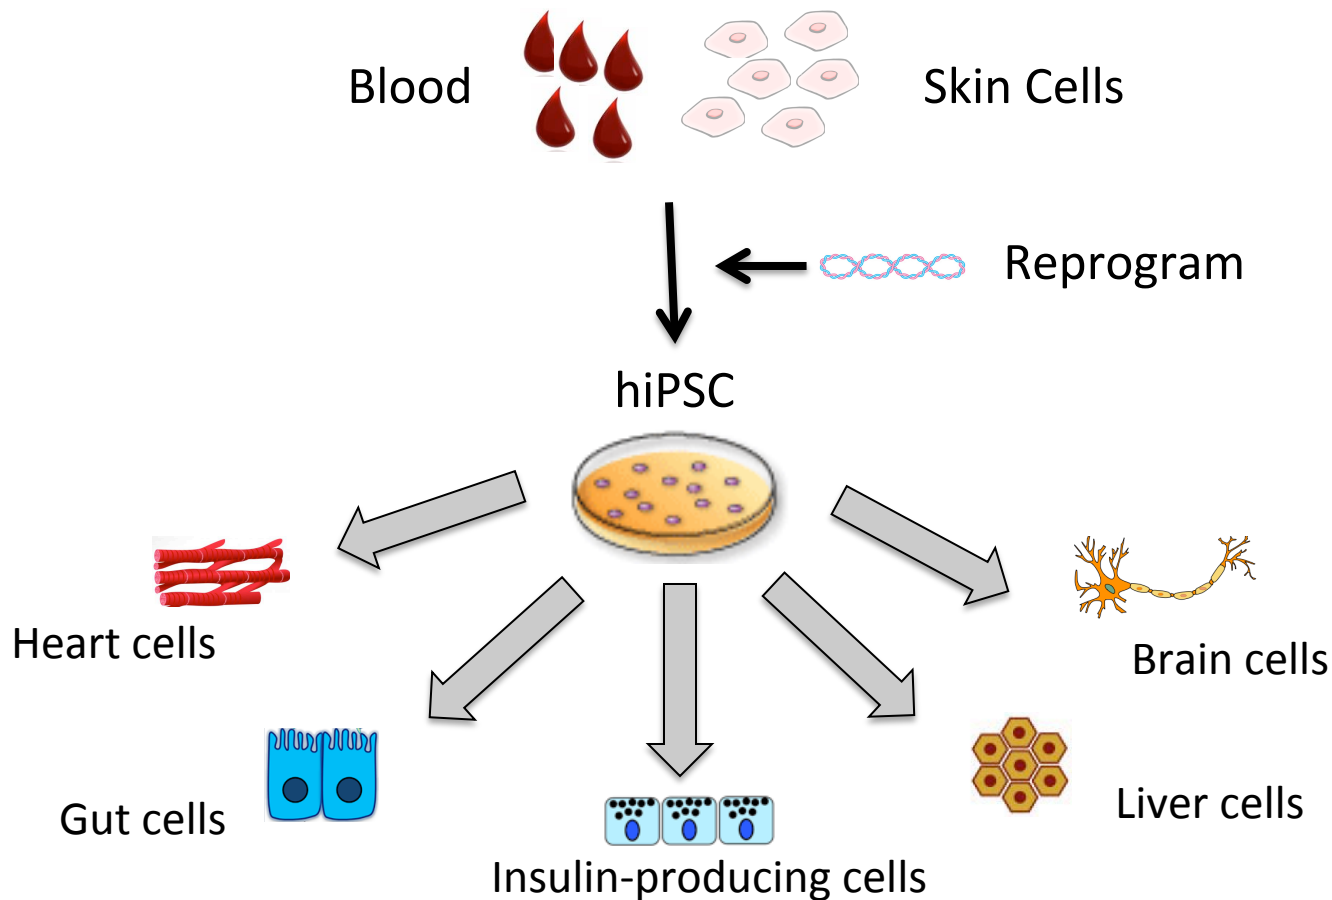 Blood
Skin Cells
Reprogram
hiPSC
Heart cells
Brain cells
Gut cells
Liver cells
Insulin-producing cells